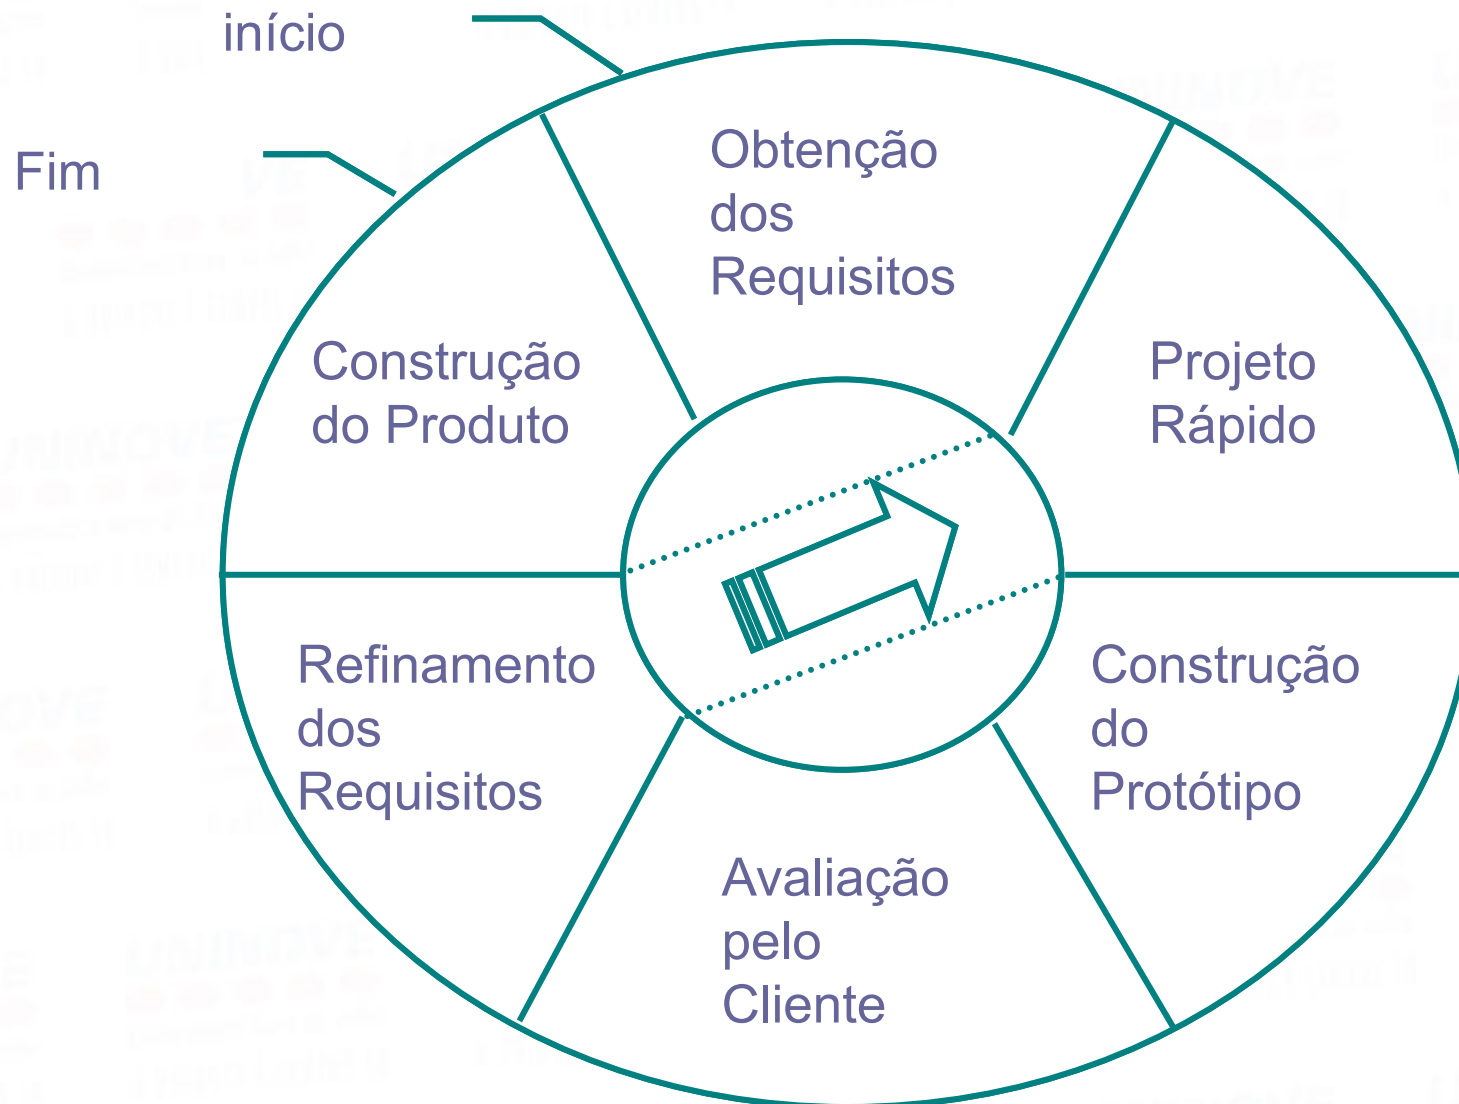 início
Fim
Obtenção
dos
Requisitos
Projeto
Rápido
Construção
do
Protótipo
Avaliação
pelo
Cliente
Refinamento
dos
Requisitos
Construção
do Produto